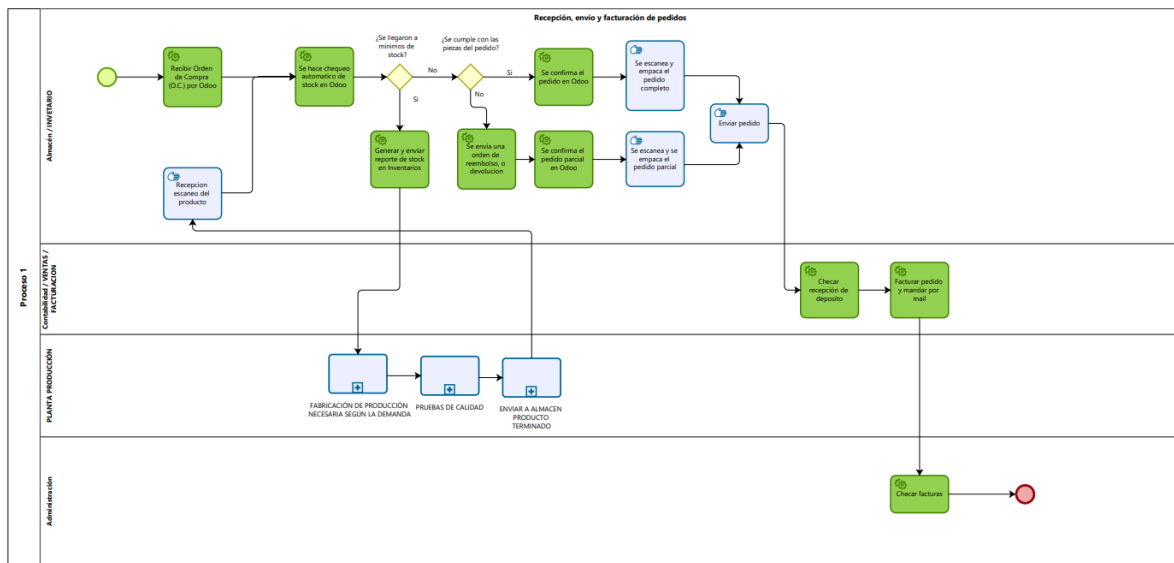 Recepción, envio y facturación de pedidos
Proceso 1
Almacén / INVETARIO
Recibir Orden
de Compra
(O.C.) por Odoo
Se hace chequeo
automatico de
stock en Odoo
¿Se llegaron a
minimos de
stock?
No
Si
¿Se cumple con las
piezas del pedido?
Si
No
Se confirma el
pedido en Odoo
Se escanea y
empaca el
pedido
completo
Enviar pedido
Generar y enviar
reporte de stock
en Inventarios
Se envia una
orden de
reembolso, o
devolucion
Se confirma el
pedido parcial
en Odoo
Se escanea y se
empaca el
pedido parcial
Recepcion
escaneo del
producto
Contabilidad / VENTAS /
FACTURACION
Checar
recepción de
deposito
Facturar pedido
y mandar por
mail
PLANTA PRODUCCIÓN
FABRICACIÓN DE PRODUCCIÓN
NECESARIA SEGÚN LA DEMANDA
PRUEBAS DE CALIDAD
ENVIAR A ALMACEN
PRODUCTO
TERMINADO
Administración
Checar facturas